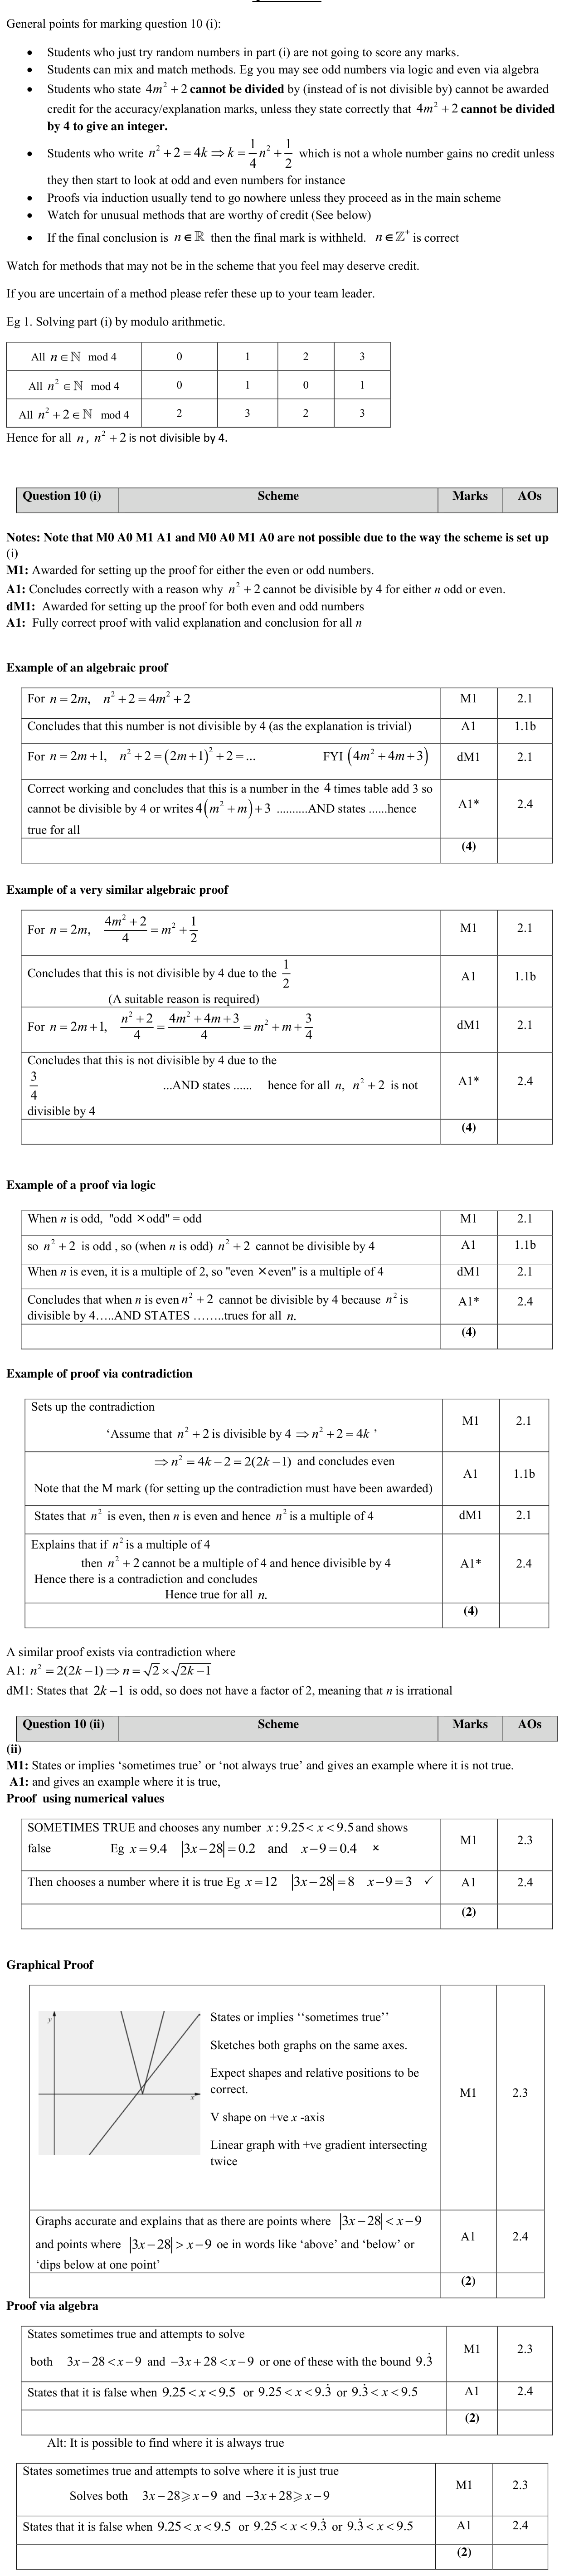 General points for marking question 10 (i):
• Students who just try random numbers in part (i) are not going to score any marks.
• Students can mix and match methods. Eg you may see odd numbers via logic and even via algebra
• Students who state 4m² + 2 cannot be divided by (instead of is not divisible by) cannot be awarded
credit for the accuracy/explanation marks, unless they state correctly that 4m² + 2 cannot be divided
by 4 to give an integer.
• Students who write n² + 2 = 4k ⇒ k = 1/4 n² + 1/2 which is not a whole number gains no credit unless
they then start to look at odd and even numbers for instance
• Proofs via induction usually tend to go nowhere unless they proceed as in the main scheme
• Watch for unusual methods that are worthy of credit (See below)
• If the final conclusion is n ∈ ℝ then the final mark is withheld. n ∈ ℤ⁺ is correct
Watch for methods that may not be in the scheme that you feel may deserve credit.
If you are uncertain of a method please refer these up to your team leader.
Eg 1. Solving part (i) by modulo arithmetic.
All n ∈ ℕ mod 4 0 1 2 3
All n² ∈ ℕ mod 4 0 1 0 1
All n² + 2 ∈ ℕ mod 4 2 3 2 3
Hence for all n, n² + 2 is not divisible by 4.
Question 10 (i) Scheme Marks AOs
Notes: Note that M0 A0 M1 A1 and M0 A0 M1 A0 are not possible due to the way the scheme is set up
(i)
M1: Awarded for setting up the proof for either the even or odd numbers.
A1: Concludes correctly with a reason why n² + 2 cannot be divisible by 4 for either n odd or even.
dM1: Awarded for setting up the proof for both even and odd numbers
A1: Fully correct proof with valid explanation and conclusion for all n
Example of an algebraic proof
For n = 2m, n² + 2 = 4m² + 2 M1 2.1
Concludes that this number is not divisible by 4 (as the explanation is trivial) A1 1.1b
For n = 2m + 1, n² + 2 = (2m + 1)² + 2 = ... FYI (4m² + 4m + 3) dM1 2.1
Correct working and concludes that this is a number in the 4 times table add 3 so
cannot be divisible by 4 or writes 4(m² + m) + 3 ..........AND states ......hence A1* 2.4
true for all
(4)
Example of a very similar algebraic proof
For n = 2m, (4m² + 2)/4 = m² + 1/2 M1 2.1
Concludes that this is not divisible by 4 due to the 1/2 A1 1.1b
(A suitable reason is required)
For n = 2m + 1, (n² + 2)/4 = (4m² + 4m + 3)/4 = m² + m + 3/4 dM1 2.1
Concludes that this is not divisible by 4 due to the
3/4 ...AND states ...... hence for all n, n² + 2 is not A1* 2.4
divisible by 4
(4)
Example of a proof via logic
When n is odd, "odd × odd" = odd M1 2.1
so n² + 2 is odd , so (when n is odd) n² + 2 cannot be divisible by 4 A1 1.1b
When n is even, it is a multiple of 2, so "even × even" is a multiple of 4 dM1 2.1
Concludes that when n is even n² + 2 cannot be divisible by 4 because n² is A1* 2.4
divisible by 4…..AND STATES ……..trues for all n.
(4)
Example of proof via contradiction
Sets up the contradiction
‘Assume that n² + 2 is divisible by 4 ⇒ n² + 2 = 4k ’ M1 2.1
⇒ n² = 4k − 2 = 2(2k − 1) and concludes even A1 1.1b
Note that the M mark (for setting up the contradiction must have been awarded)
States that n² is even, then n is even and hence n² is a multiple of 4 dM1 2.1
Explains that if n² is a multiple of 4
then n² + 2 cannot be a multiple of 4 and hence divisible by 4 A1* 2.4
Hence there is a contradiction and concludes
Hence true for all n.
(4)
A similar proof exists via contradiction where
A1: n² = 2(2k − 1) ⇒ n = √2 × √(2k − 1)
dM1: States that 2k − 1 is odd, so does not have a factor of 2, meaning that n is irrational
Question 10 (ii) Scheme Marks AOs
(ii)
M1: States or implies ‘sometimes true’ or ‘not always true’ and gives an example where it is not true.
A1: and gives an example where it is true,
Proof using numerical values
SOMETIMES TRUE and chooses any number x : 9.25 < x < 9.5 and shows
false Eg x = 9.4 |3x − 28| = 0.2 and x − 9 = 0.4 × M1 2.3
Then chooses a number where it is true Eg x = 12 |3x − 28| = 8 x − 9 = 3 ✓ A1 2.4
(2)
Graphical Proof
y
x
States or implies ‘‘sometimes true’’
Sketches both graphs on the same axes.
Expect shapes and relative positions to be
correct.
M1 2.3
V shape on +ve x -axis
Linear graph with +ve gradient intersecting
twice
Graphs accurate and explains that as there are points where |3x − 28| < x − 9
and points where |3x − 28| > x − 9 oe in words like ‘above’ and ‘below’ or A1 2.4
‘dips below at one point’
(2)
Proof via algebra
States sometimes true and attempts to solve
both 3x − 28 < x − 9 and −3x + 28 < x − 9 or one of these with the bound 9.3̇ M1 2.3
States that it is false when 9.25 < x < 9.5 or 9.25 < x < 9.3̇ or 9.3̇ < x < 9.5 A1 2.4
(2)
Alt: It is possible to find where it is always true
States sometimes true and attempts to solve where it is just true
Solves both 3x − 28 ⩾ x − 9 and −3x + 28 ⩾ x − 9 M1 2.3
States that it is false when 9.25 < x < 9.5 or 9.25 < x < 9.3̇ or 9.3̇ < x < 9.5 A1 2.4
(2)